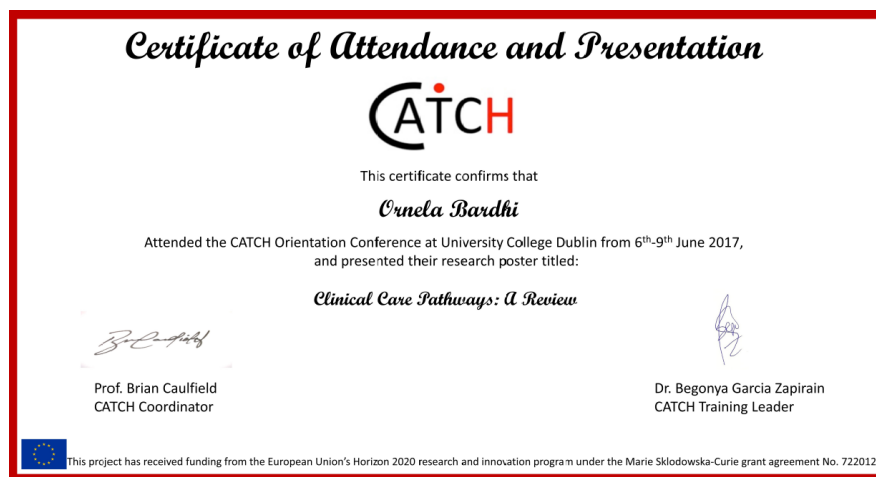 Certificate of Attendance and Presentation
CATCH
This certificate confirms that
Ornela Bardhi
Attended the CATCH Orientation Conference at University College Dublin from 6th-9th June 2017,
and presented their research poster titled:
Clinical Care Pathways: A Review
Prof. Brian Caulfield
CATCH Coordinator
Dr. Begonya Garcia Zapirain
CATCH Training Leader
This project has received funding from the European Union's Horizon 2020 research and innovation program under the Marie Sklodowska-Curie grant agreement No. 722012